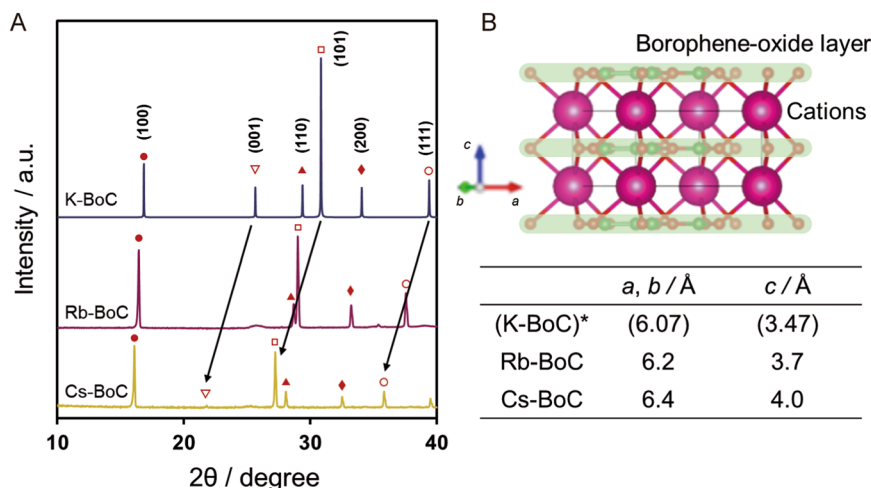 A
Intensity / a.u.
(100)
(001)
(110)
(101)
(200)
(111)
K-BoC
Rb-BoC
Cs-BoC
10 20 30 40
2θ / degree
B
Borophene-oxide layer
Cations
c
b
a
a, b / Å c / Å
(K-BoC)* (6.07) (3.47)
Rb-BoC 6.2 3.7
Cs-BoC 6.4 4.0